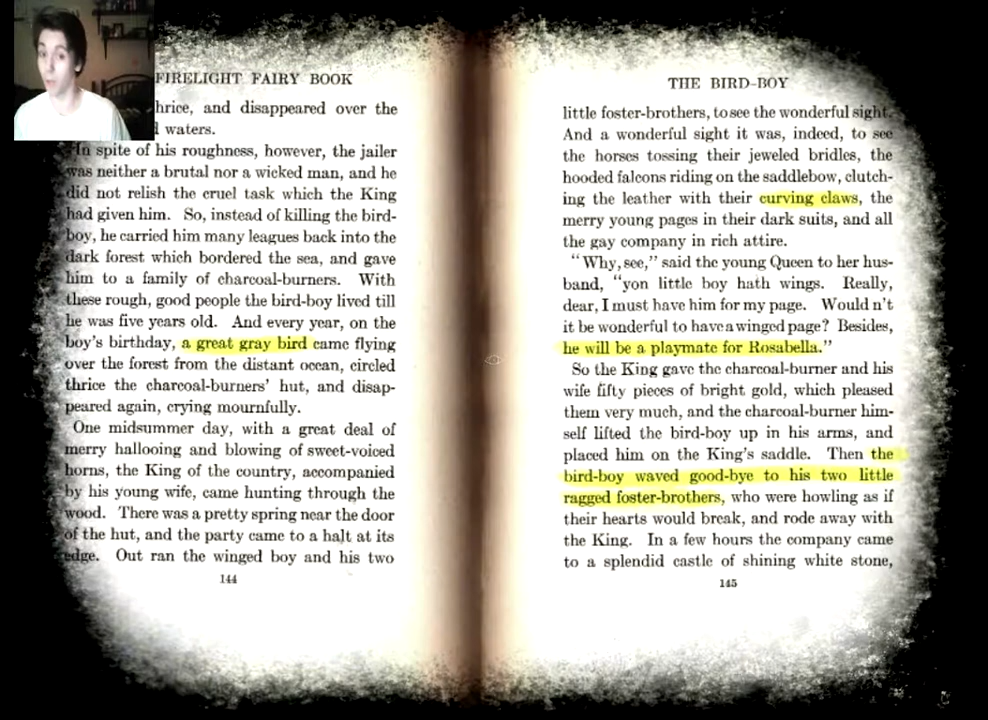 FIRELIGHT FAIRY BOOK
hrice, and disappeared over the
waters.
In spite of his roughness, however, the jailer
was neither a brutal nor a wicked man, and he
did not relish the cruel task which the King
had given him. So, instead of killing the bird-
boy, he carried him many leagues back into the
dark forest which bordered the sea, and gave
him to a family of charcoal-burners. With
these rough, good people the bird-boy lived till
he was five years old. And every year, on the
boy's birthday, a great gray bird came flying
over the forest from the distant ocean, circled
thrice the charcoal-burners' hut, and disap-
peared again, crying mournfully.
One midsummer day, with a great deal of
merry hallooing and blowing of sweet-voiced
horns, the King of the country, accompanied
by his young wife, came hunting through the
wood. There was a pretty spring near the door
of the hut, and the party came to a halt at its
edge. Out ran the winged boy and his two
144
THE BIRD-BOY
little foster-brothers, to see the wonderful sight.
And a wonderful sight it was, indeed, to see
the horses tossing their jeweled bridles, the
hooded falcons riding on the saddlebow, clutch-
ing the leather with their curving claws, the
merry young pages in their dark suits, and all
the gay company in rich attire.
"Why, see," said the young Queen to her hus-
band, "yon little boy hath wings. Really,
dear, I must have him for my page. Would n't
it be wonderful to have a winged page? Besides,
he will be a playmate for Rosabella."
So the King gave the charcoal-burner and his
wife fifty pieces of bright gold, which pleased
them very much, and the charcoal-burner him-
self lifted the bird-boy up in his arms, and
placed him on the King's saddle. Then the
bird-boy waved good-bye to his two little
ragged foster-brothers, who were howling as if
their hearts would break, and rode away with
the King. In a few hours the company came
to a splendid castle of shining white stone,
145